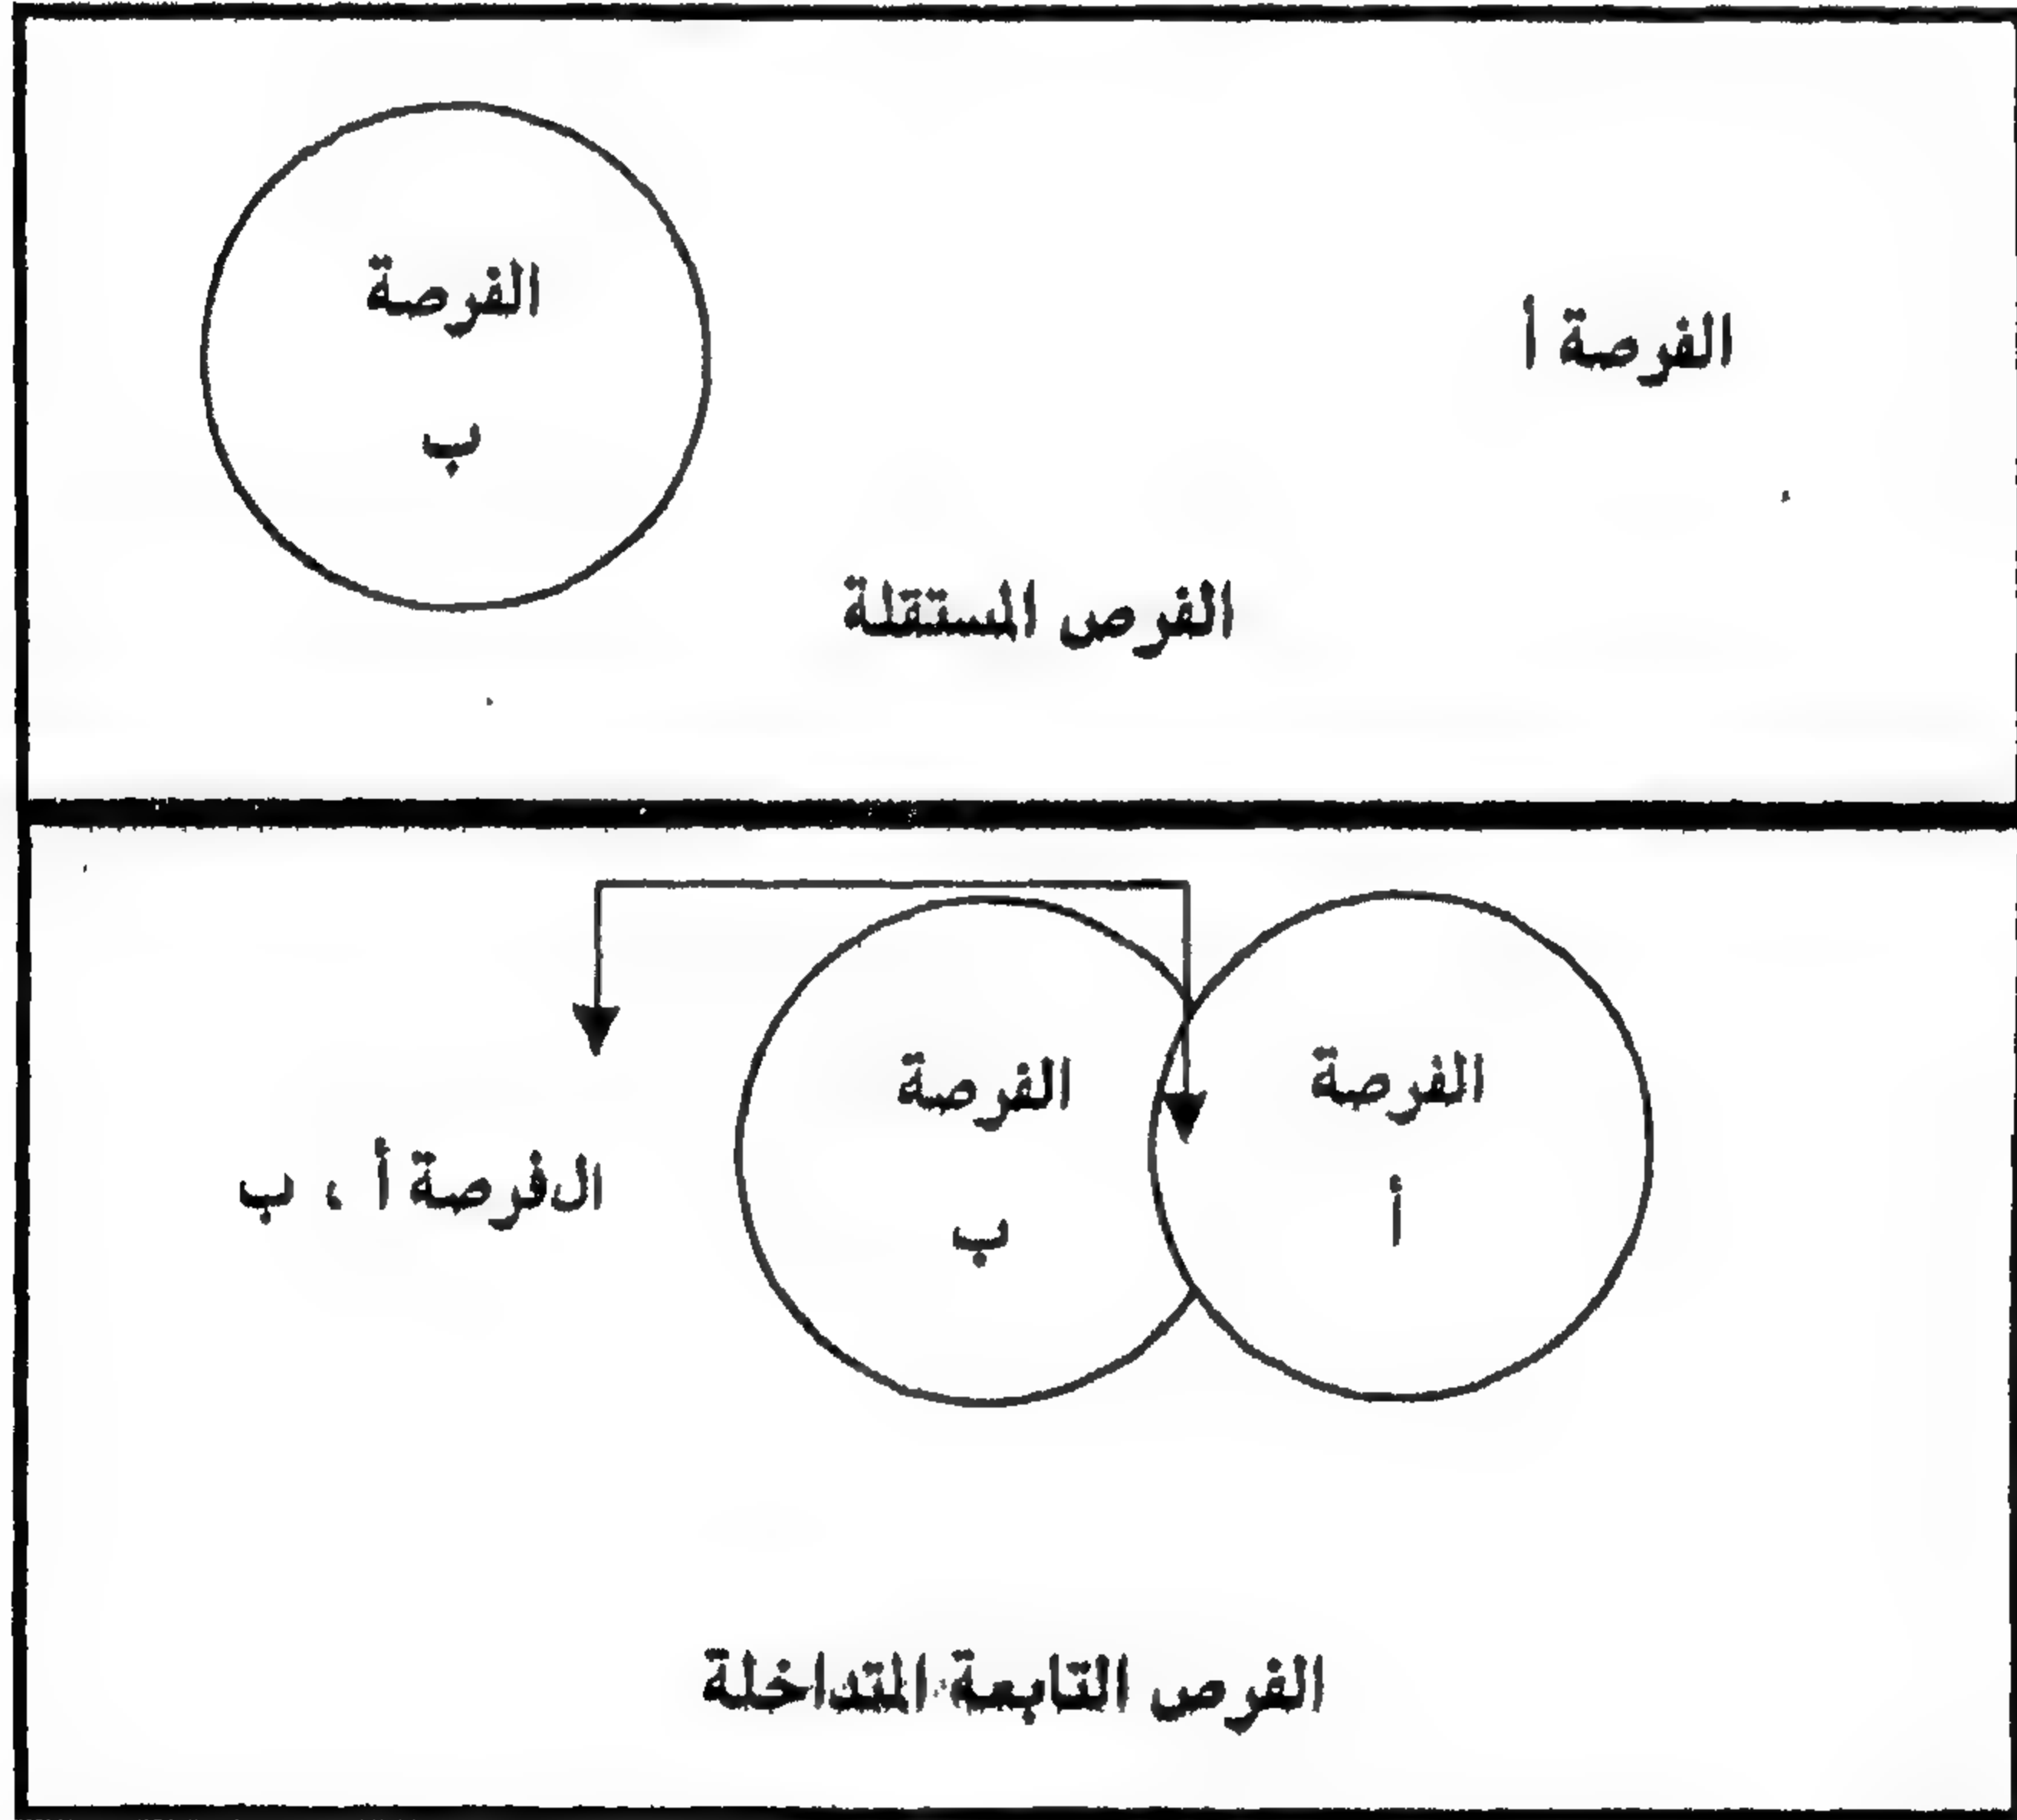 الفرصة أ
الفرصة
ب
الفرص المستقلة
الفرصة
أ
الفرصة
ب
الفرصة أ ، ب
الفرص التابعة المتداخلة